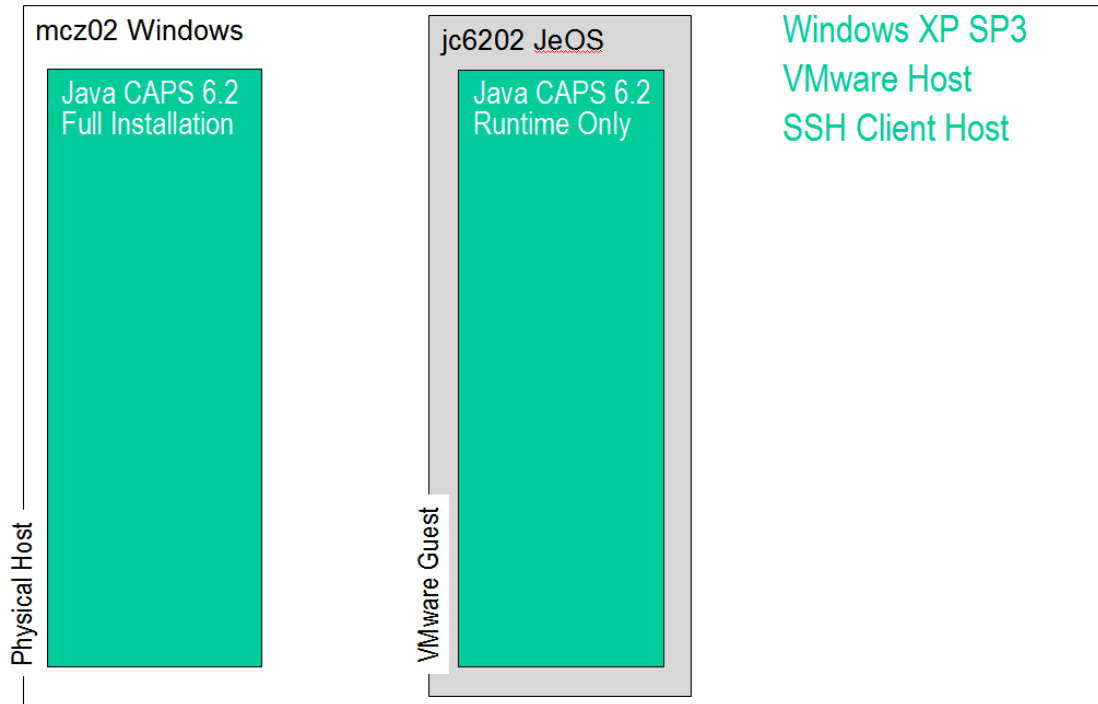 mcz02 Windows
Java CAPS 6.2
Full Installation
Physical Host
jc6202 JeOS
Java CAPS 6.2
Runtime Only
VMware Guest
Windows XP SP3
VMware Host
SSH Client Host